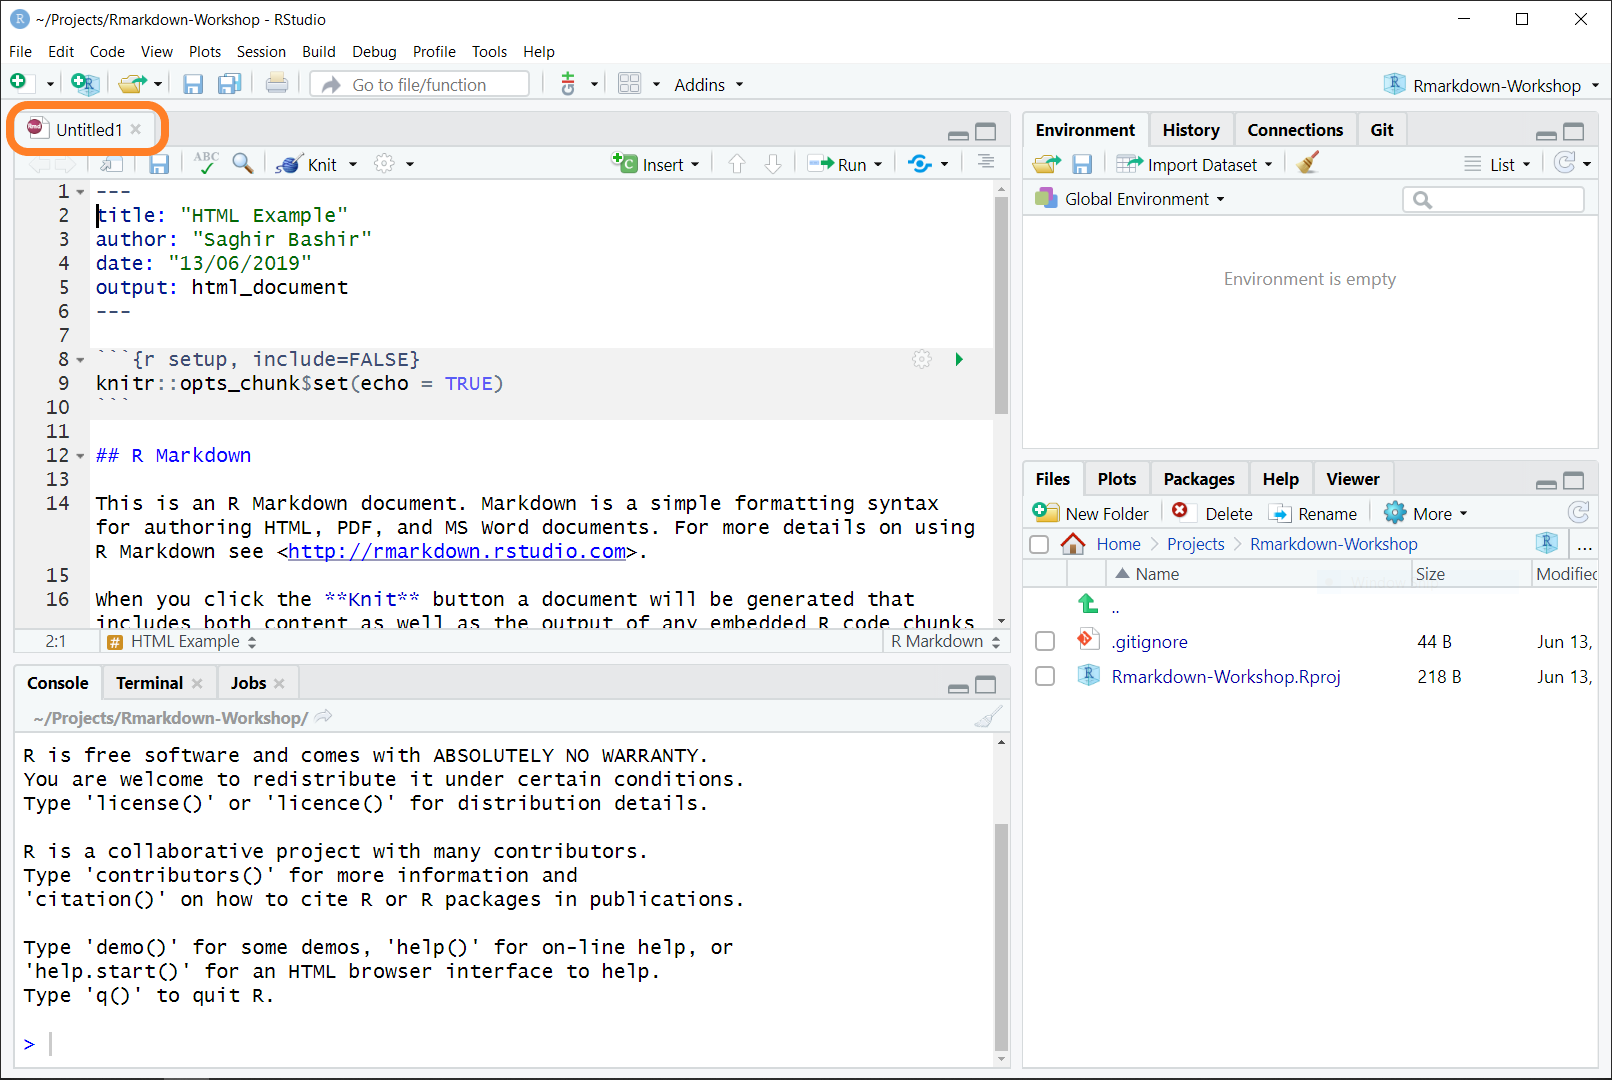 ~/Projects/Rmarkdown-Workshop - RStudio
File Edit Code View Plots Session Build Debug Profile Tools Help
Go to file/function Addins Rmarkdown-Workshop
Untitled1
ABC Knit Insert Run
1 ---
2 title: "HTML Example"
3 author: "Saghir Bashir"
4 date: "13/06/2019"
5 output: html_document
6 ---
7
8 ```{r setup, include=FALSE}
9 knitr::opts_chunk$set(echo = TRUE)
10 ```
11
12 ## R Markdown
13
14 This is an R Markdown document. Markdown is a simple formatting syntax
for authoring HTML, PDF, and MS Word documents. For more details on using
R Markdown see <http://rmarkdown.rstudio.com>.
15
16 When you click the **Knit** button a document will be generated that
includes both content as well as the output of any embedded R code chunks
2:1 # HTML Example R Markdown
Console Terminal Jobs
~/Projects/Rmarkdown-Workshop/
R is free software and comes with ABSOLUTELY NO WARRANTY.
You are welcome to redistribute it under certain conditions.
Type 'license()' or 'licence()' for distribution details.
R is a collaborative project with many contributors.
Type 'contributors()' for more information and
'citation()' on how to cite R or R packages in publications.
Type 'demo()' for some demos, 'help()' for on-line help, or
'help.start()' for an HTML browser interface to help.
Type 'q()' to quit R.
>
Environment History Connections Git
Import Dataset List
Global Environment
Environment is empty
Files Plots Packages Help Viewer
New Folder Delete Rename More
Home Projects Rmarkdown-Workshop ...
Name Size Modified
..
.gitignore 44 B Jun 13,
Rmarkdown-Workshop.Rproj 218 B Jun 13,